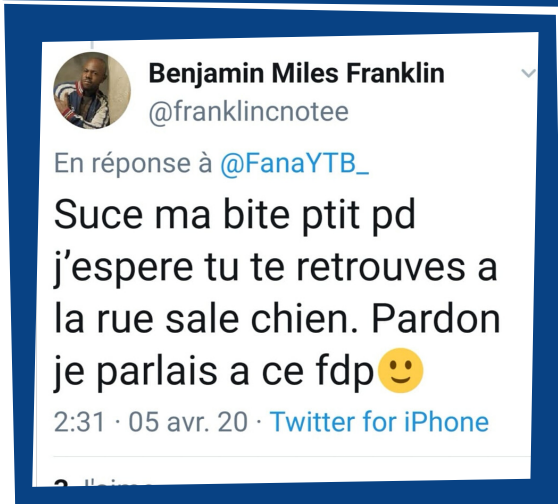 Benjamin Miles Franklin
@franklincnotee
En réponse à @FanaYTB_
Suce ma bite ptit pd
j’espere tu te retrouves a
la rue sale chien. Pardon
je parlais a ce fdp🙂
2:31 · 05 avr. 20 · Twitter for iPhone